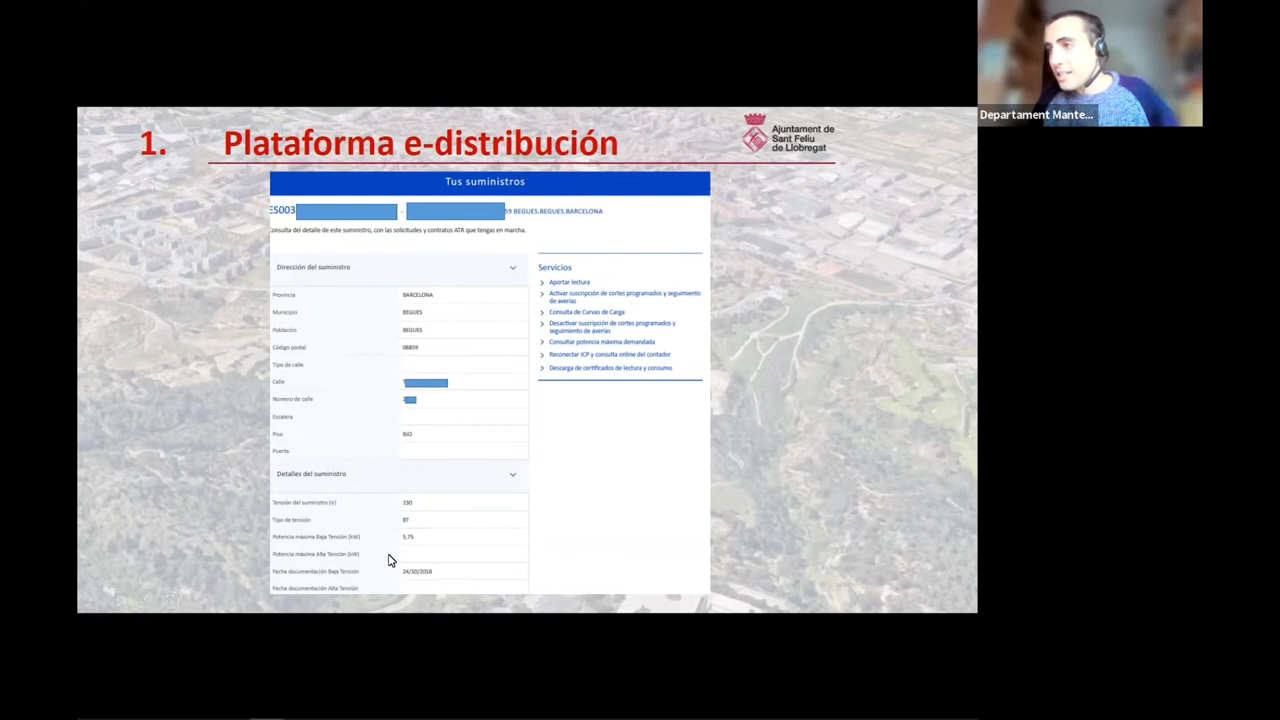 Departament Mante...
1. Plataforma e-distribución
Ajuntament de
Sant Feliu
de Llobregat
Tus suministros
ES003 - 59 BEGUES.BEGUES.BARCELONA
Consulta del detalle de este suministro, con las solicitudes y contratos ATR que tengas en marcha.
Dirección del suministro
Provincia BARCELONA
Municipio BEGUES
Población BEGUES
Código postal 08859
Tipo de calle
Calle
Número de calle 2
Escalera
Piso BJO
Puerta
Detalles del suministro
Tensión del suministro (V) 230
Tipo de tensión BT
Potencia máxima Baja Tensión (kW) 5,75
Potencia máxima Alta Tensión (kW)
Fecha documentación Baja Tensión 24/10/2018
Fecha documentación Alta Tensión
Servicios
Aportar lectura
Activar suscripción de cortes programados y seguimiento
de averías
Consulta de Curvas de Carga
Desactivar suscripción de cortes programados y
seguimiento de averías
Consultar potencia máxima demandada
Reconectar ICP y consulta online del contador
Descarga de certificados de lectura y consumo